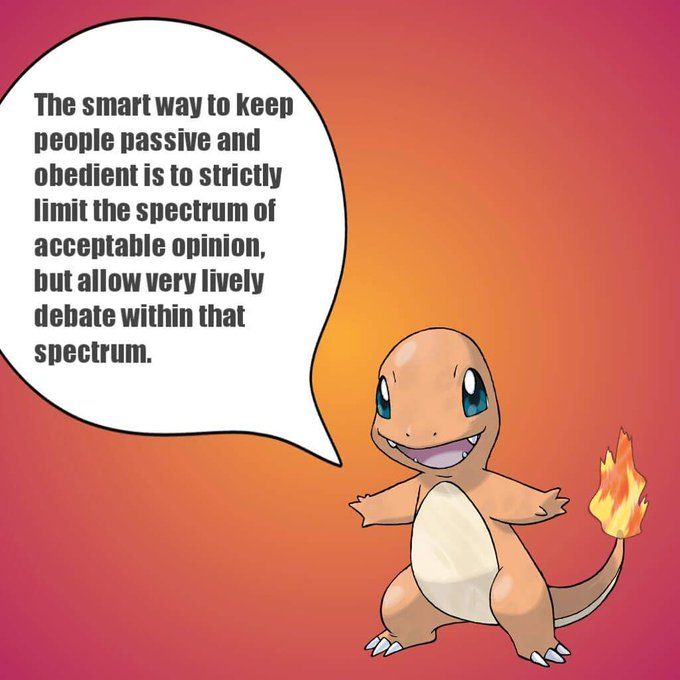 The smart way to keep
people passive and
obedient is to strictly
limit the spectrum of
acceptable opinion,
but allow very lively
debate within that
spectrum.